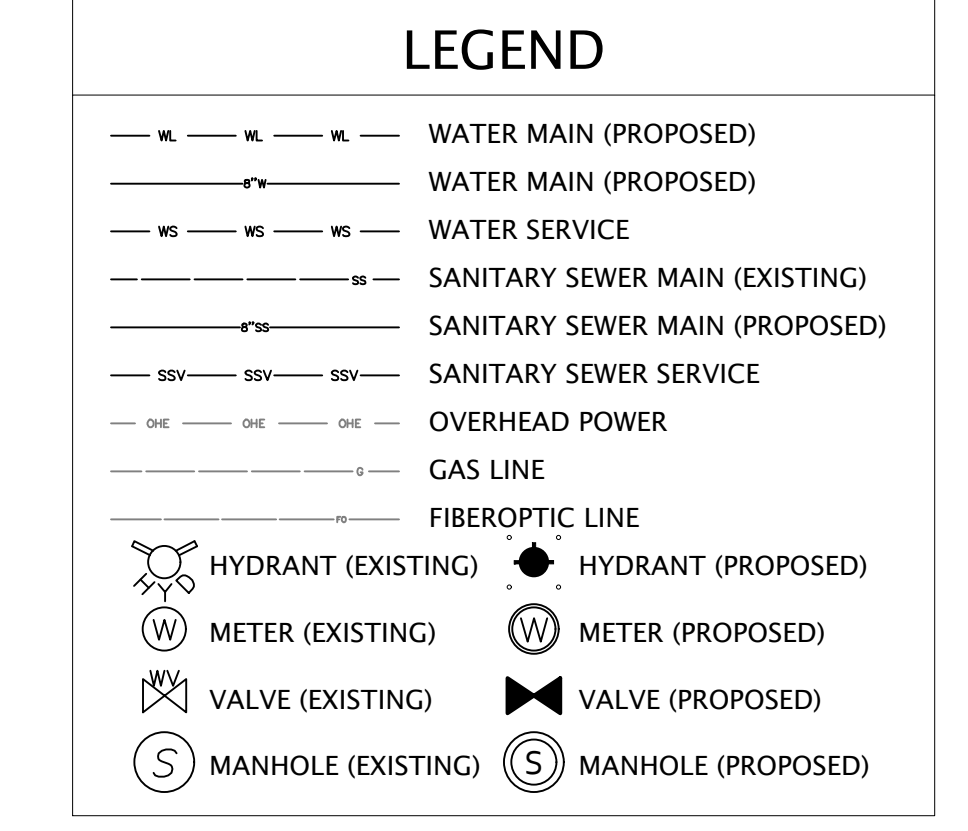 LEGEND
WL WL WL WATER MAIN (PROPOSED)
8"W WATER MAIN (PROPOSED)
WS WS WS WATER SERVICE
SS SANITARY SEWER MAIN (EXISTING)
8"SS SANITARY SEWER MAIN (PROPOSED)
SSV SSV SSV SANITARY SEWER SERVICE
OHE OHE OHE OVERHEAD POWER
G GAS LINE
FO FIBEROPTIC LINE
HYD HYDRANT (EXISTING) HYDRANT (PROPOSED)
W METER (EXISTING) W METER (PROPOSED)
WV VALVE (EXISTING) VALVE (PROPOSED)
S MANHOLE (EXISTING) S MANHOLE (PROPOSED)